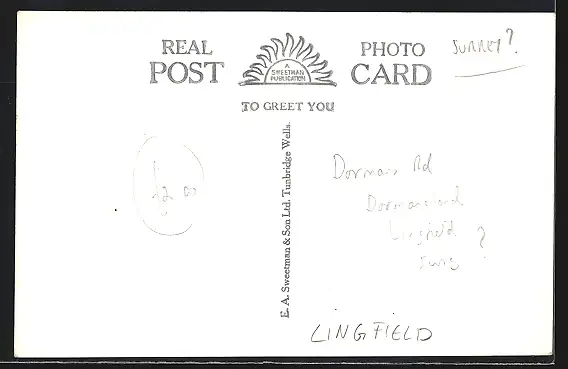 REAL PHOTO
POST CARD
A
SWEETMAN
PUBLICATION
TO GREET YOU
SURREY?
E. A. Sweetman & Son Ltd. Tunbridge Wells.
£2 00
Dormans Rd
Dormansland
Lingfield ?
Surrey
LINGFIELD